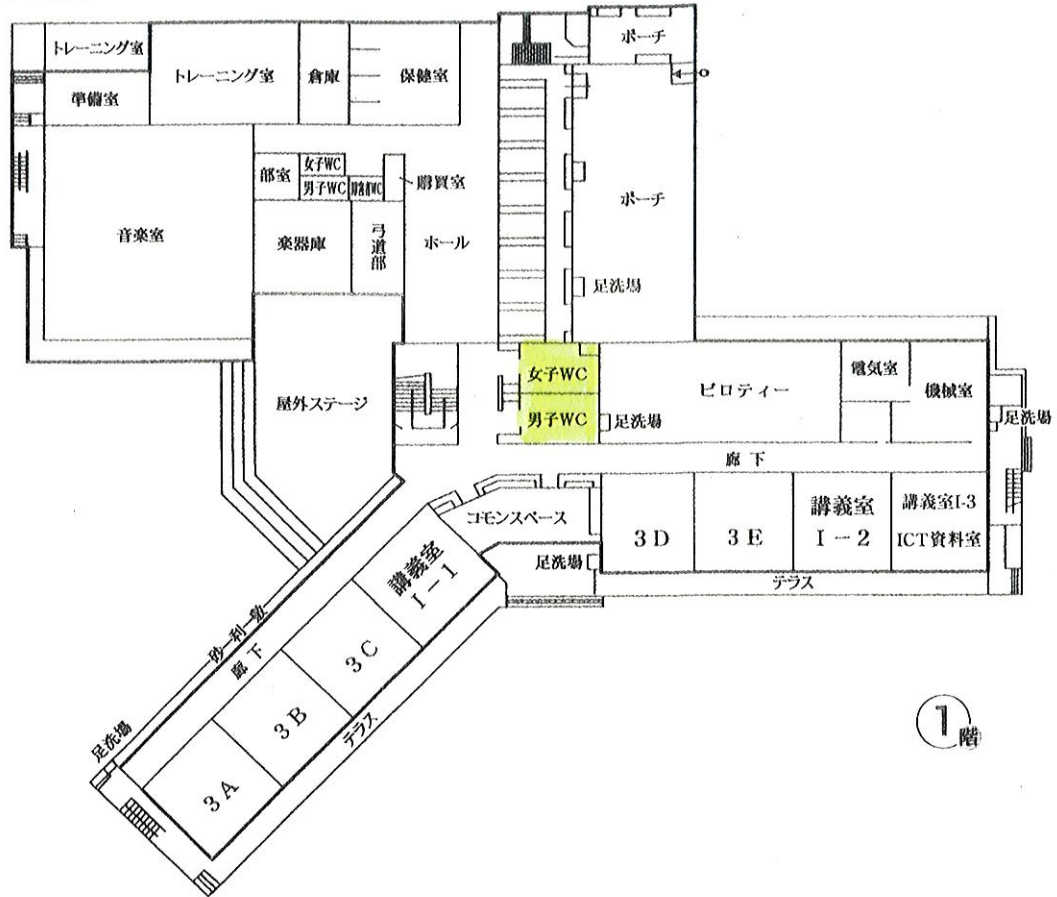 ポーチ
トレーニング室
トレーニング室
倉庫
保健室
準備室
女子WC
部室
男子WC
障害者WC
購買室
ポーチ
音楽室
楽器庫
弓道部
ホール
足洗場
女子WC
電気室
屋外ステージ
ピロティー
機械室
男子WC
足洗場
足洗場
廊下
コモンスペース
3D
3E
講義室
I-2
講義室I-3
ICT資料室
足洗場
テラス
講義室
I-1
砂利敷
廊下
3C
3B
テラス
足洗場
3A
1階